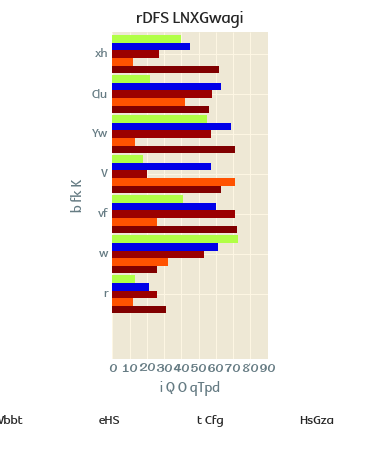 rDFS LNXGwagi
xh
Clu
Yw
V
vf
w
r
b fk K
0 10 20 30 40 50 60 70 80 90
i Q O qTpd
eHS t Cfg HsGza